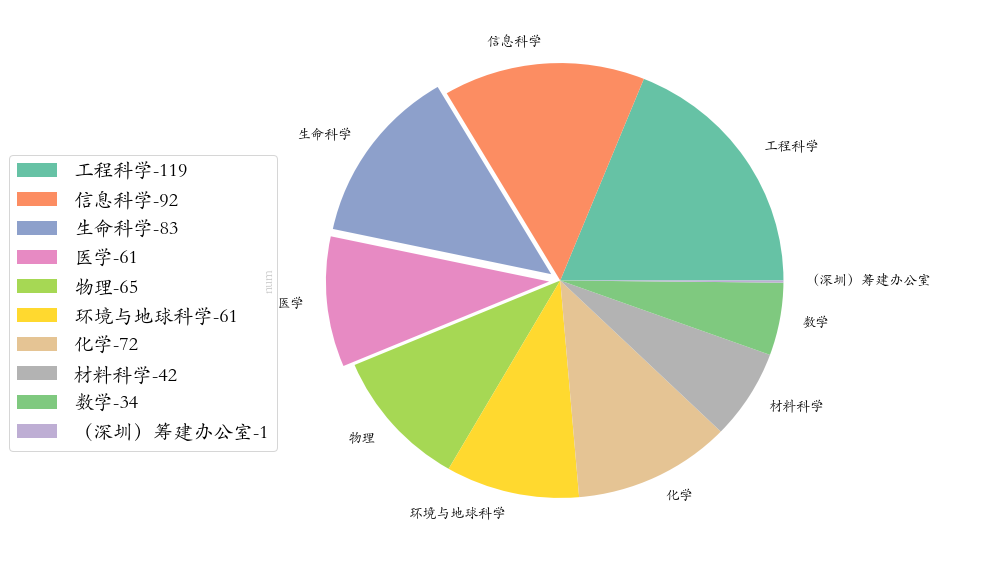 信息科学
生命科学
工程科学
工程科学-119
信息科学-92
生命科学-83
医学-61
物理-65
环境与地球科学-61
化学-72
材料科学-42
数学-34
（深圳）筹建办公室-1
num
医学
（深圳）筹建办公室
数学
材料科学
物理
化学
环境与地球科学